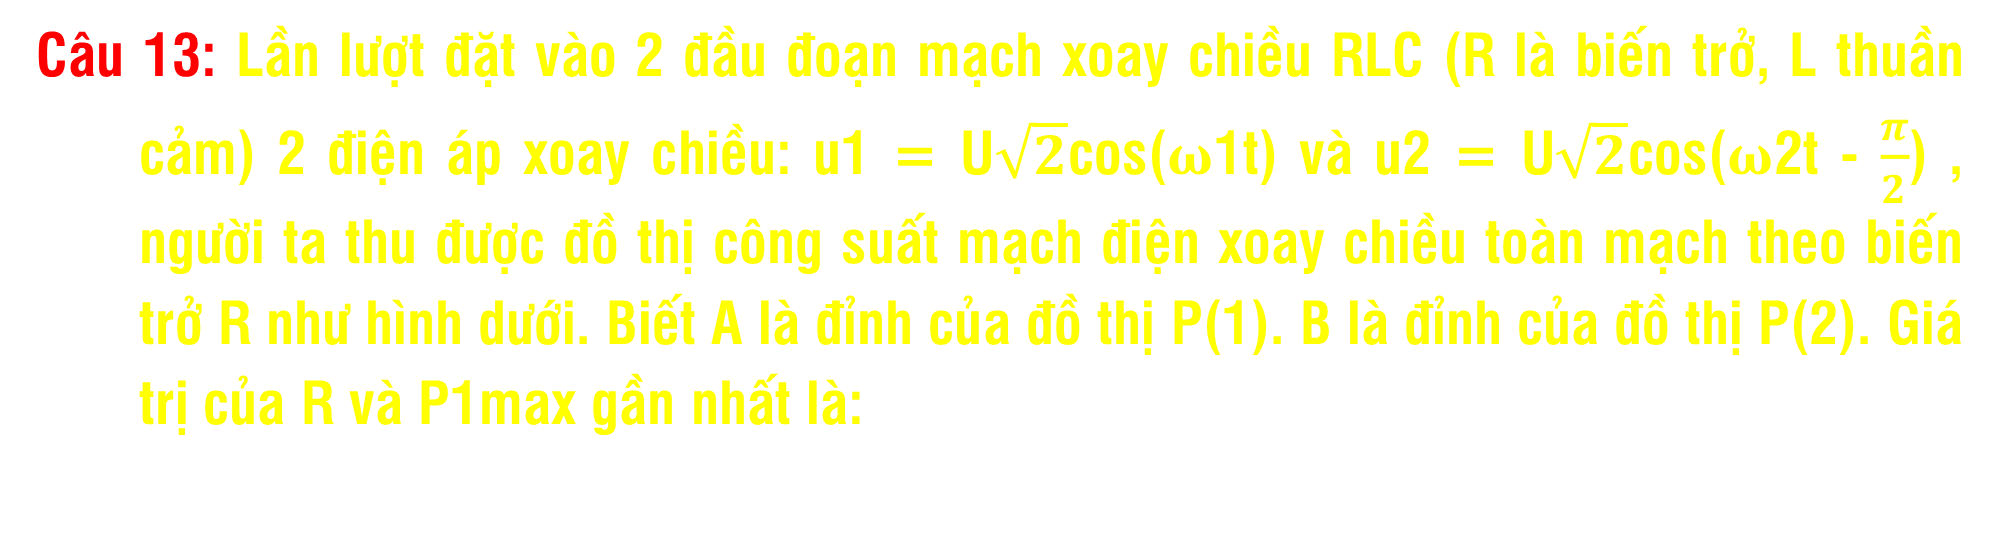 Câu 13: Lần lượt đặt vào 2 đầu đoạn mạch xoay chiều RLC (R là biến trở, L thuần
cảm) 2 điện áp xoay chiều: u1 = U√2cos(ω1t) và u2 = U√2cos(ω2t - π/2) ,
người ta thu được đồ thị công suất mạch điện xoay chiều toàn mạch theo biến
trở R như hình dưới. Biết A là đỉnh của đồ thị P(1). B là đỉnh của đồ thị P(2). Giá
trị của R và P1max gần nhất là: